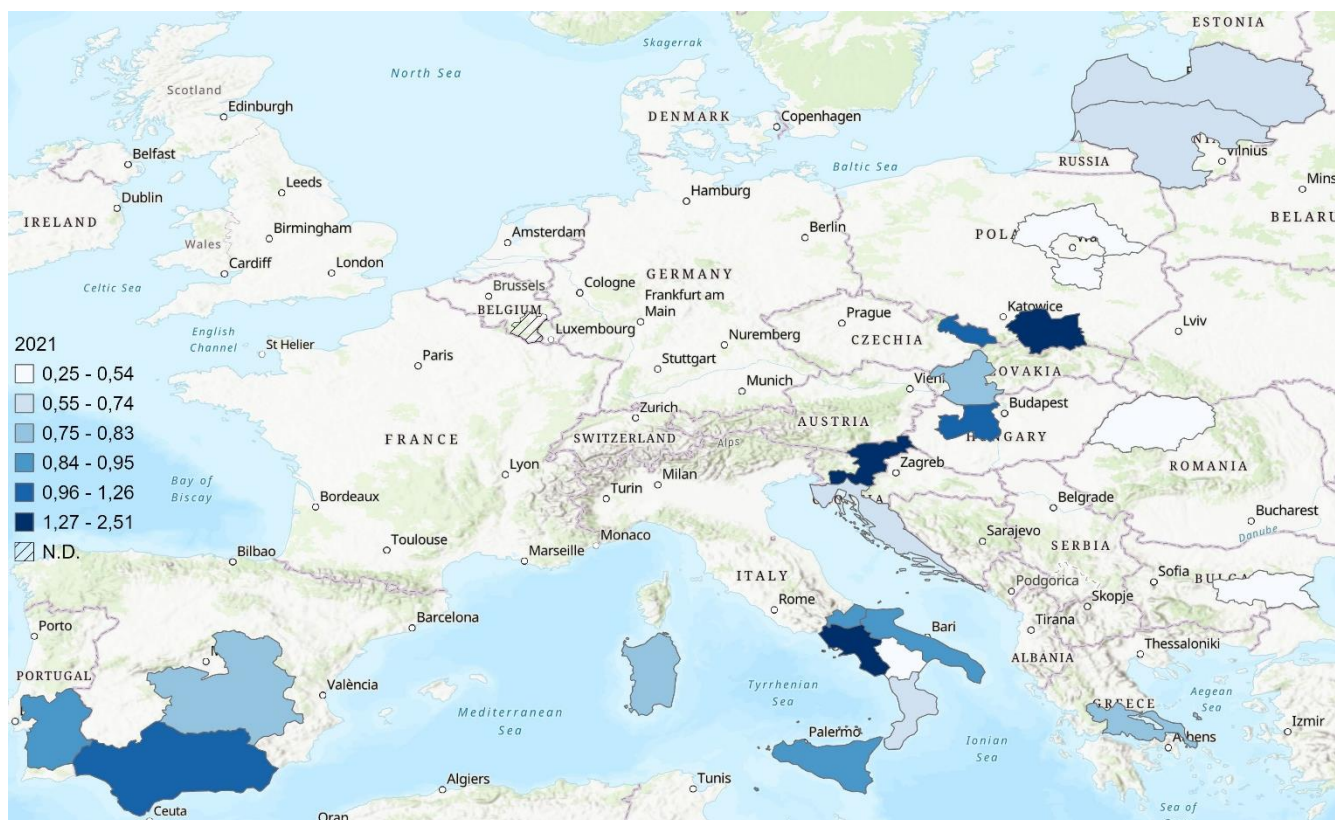 ESTONIA
Skagerrak
North Sea
Scotland
Edinburgh
DENMARK
Copenhagen
Belfast
Baltic Sea
RUSSIA
Vilnius
Leeds
Dublin
Hamburg
Mins
IRELAND
Birmingham
Amsterdam
Berlin
POLA
BELARU
Wales
Cardiff
London
Celtic Sea
Brussels
Cologne
GERMANY
BELGIUM
Frankfurt am
Main
Katowice
Luxembourg
Prague
English
Channel
St Helier
Nuremberg
CZECHIA
Lviv
2021
0,25 - 0,54
0,55 - 0,74
0,75 - 0,83
0,84 - 0,95
0,96 - 1,26
1,27 - 2,51
N.D.
Paris
Stuttgart
Munich
Vien
LOVAKIA
Zurich
AUSTRIA
Budapest
FRANCE
SWITZERLAND
Alps
HUNGARY
Lyon
Milan
Zagreb
ROMANIA
Bay of
Biscay
Turin
Bordeaux
Belgrade
Bucharest
Danube
Toulouse
Monaco
Sarajevo
Bilbao
Marseille
SERBIA
ITALY
Podgorica
Sofia
BULGA
Rome
Skopje
Porto
Barcelona
Bari
Tirana
Thessaloniki
PORTUGAL
ALBANIA
València
Tyrrhenian
Sea
Aegean
Sea
GREECE
Mediterranean
Sea
Palermo
Ionian
Sea
Athens
Izmir
Algiers
Tunis
Ceuta
Oran
Sea of